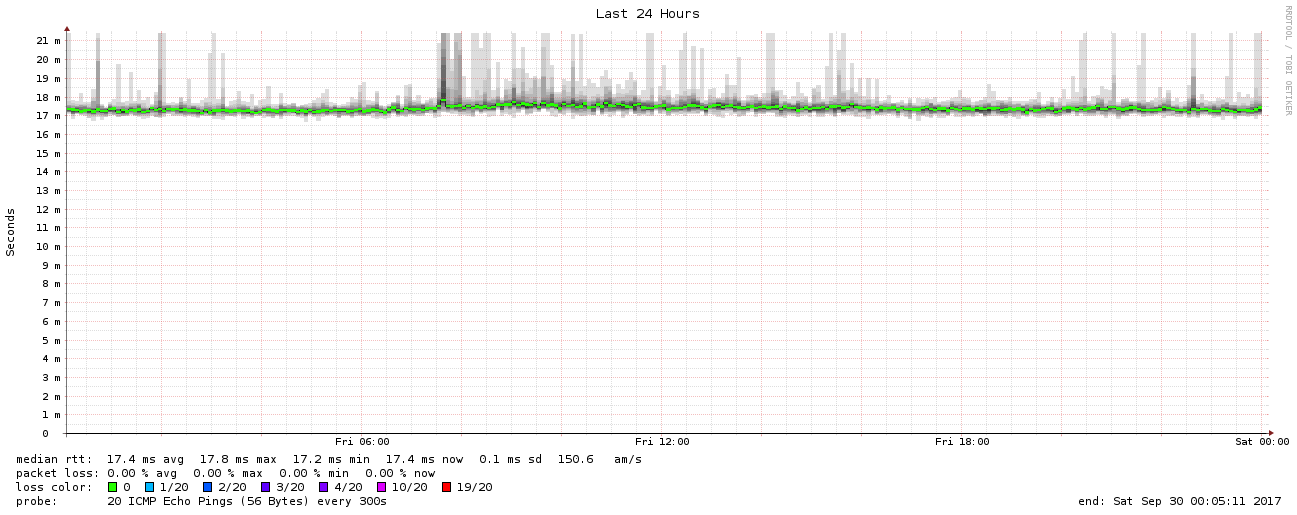 Last 24 Hours
RRDTOOL / TOBI OETIKER
Seconds
21 m
20 m
19 m
18 m
17 m
16 m
15 m
14 m
13 m
12 m
11 m
10 m
9 m
8 m
7 m
6 m
5 m
4 m
3 m
2 m
1 m
0
Fri 06:00 Fri 12:00 Fri 18:00 Sat 00:00
median rtt: 17.4 ms avg 17.8 ms max 17.2 ms min 17.4 ms now 0.1 ms sd 150.6 am/s
packet loss: 0.00 % avg 0.00 % max 0.00 % min 0.00 % now
loss color: 0 1/20 2/20 3/20 4/20 10/20 19/20
probe: 20 ICMP Echo Pings (56 Bytes) every 300s end: Sat Sep 30 00:05:11 2017